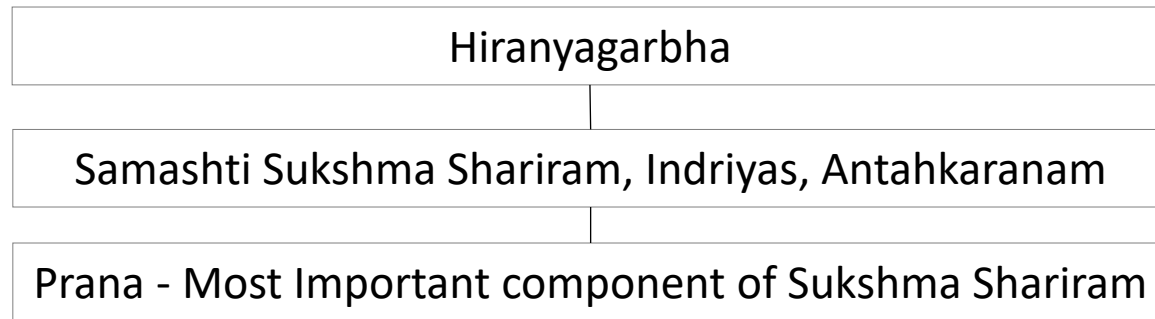 Hiranyagarbha
Samashti Sukshma Shariram, Indriyas, Antahkaranam
Prana - Most Important component of Sukshma Shariram